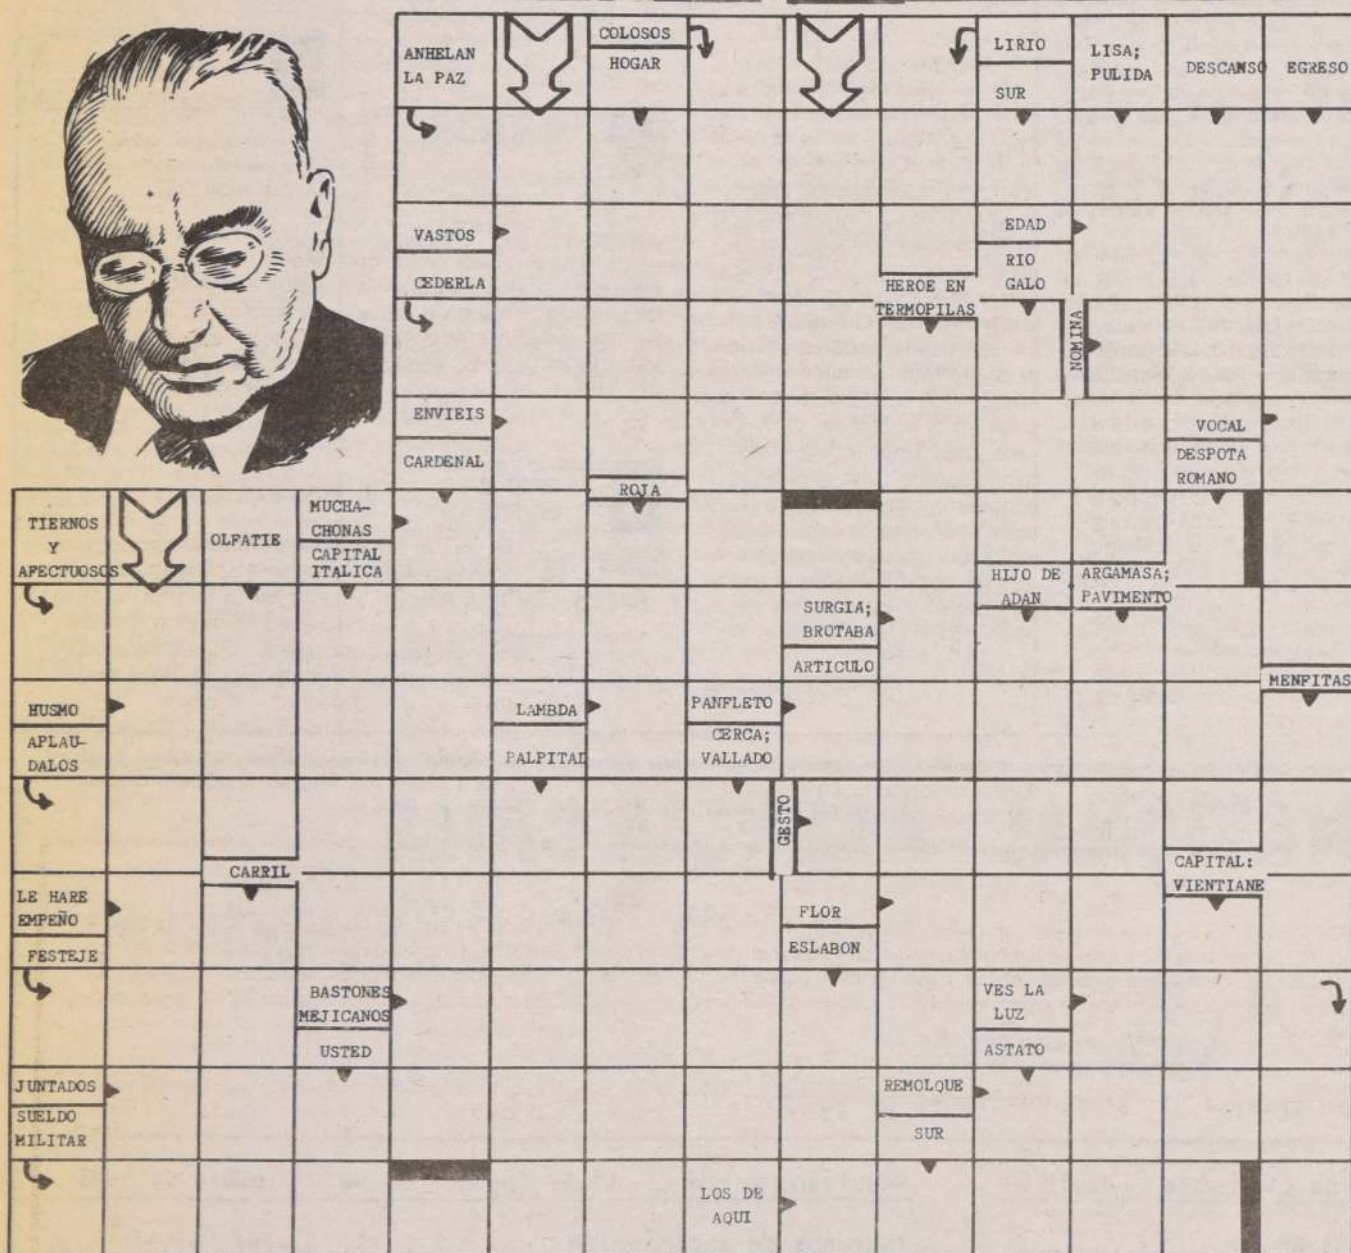 COLOSOS
HOGAR
ANHELAN
LA PAZ
LIRIO
SUR
LISA;
PULIDA
DESCANSO
EGRESO
VASTOS
CEDERLA
EDAD
RIO
GALO
HEROE EN
TERMOPILAS
NOMINA
ENVIEIS
CARDENAL
VOCAL
DESPOTA
ROMANO
ROJA
TIERNOS
Y
AFECTUOSOS
OLFATIE
MUCHA-
CHONAS
CAPITAL
ITALICA
HIJO DE
ADAN
ARGAMASA;
PAVIMENTO
SURGIA;
BROTABA
ARTICULO
MENFITAS
HUSMO
APLAU-
DALOS
LAMBDA
PALPITAD
PANFLETO
CERCA;
VALLADO
GESTO
CARRIL
CAPITAL:
VIENTIANE
LE HARE
EMPEÑO
FESTEJE
FLOR
ESLABON
BASTONES
MEJICANOS
USTED
VES LA
LUZ
ASTATO
JUNTADOS
SUELDO
MILITAR
REMOLQUE
SUR
LOS DE
AQUI